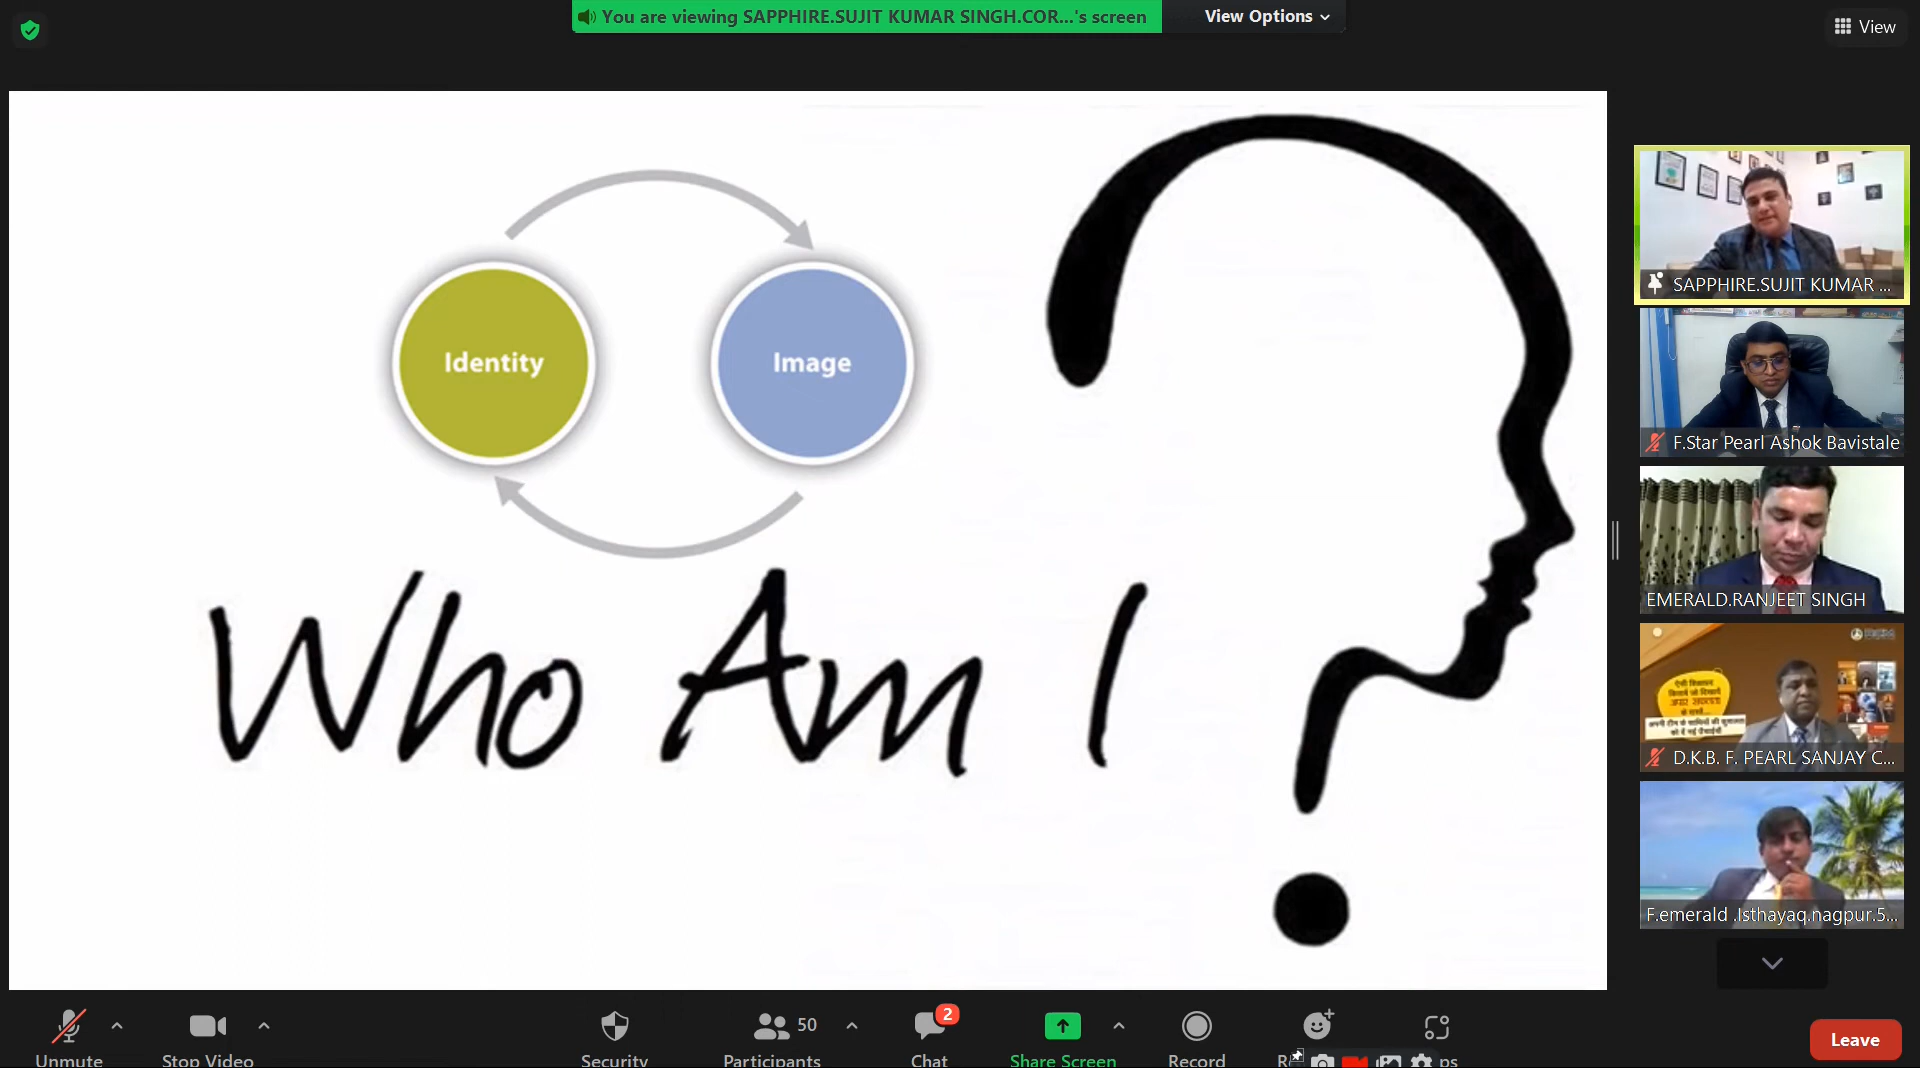 You are viewing SAPPHIRE.SUJIT KUMAR SINGH.COR...'s screen
View Options
View
Identity
Image
Who Am I
SAPPHIRE.SUJIT KUMAR ...
F.Star Pearl Ashok Bavistale
EMERALD.RANJEET SINGH
D.K.B. F. PEARL SANJAY C...
F.emerald .Isthayaq.nagpur.5...
Unmute
Stop Video
Security
50
Participants
2
Chat
Share Screen
Record
ps
Leave